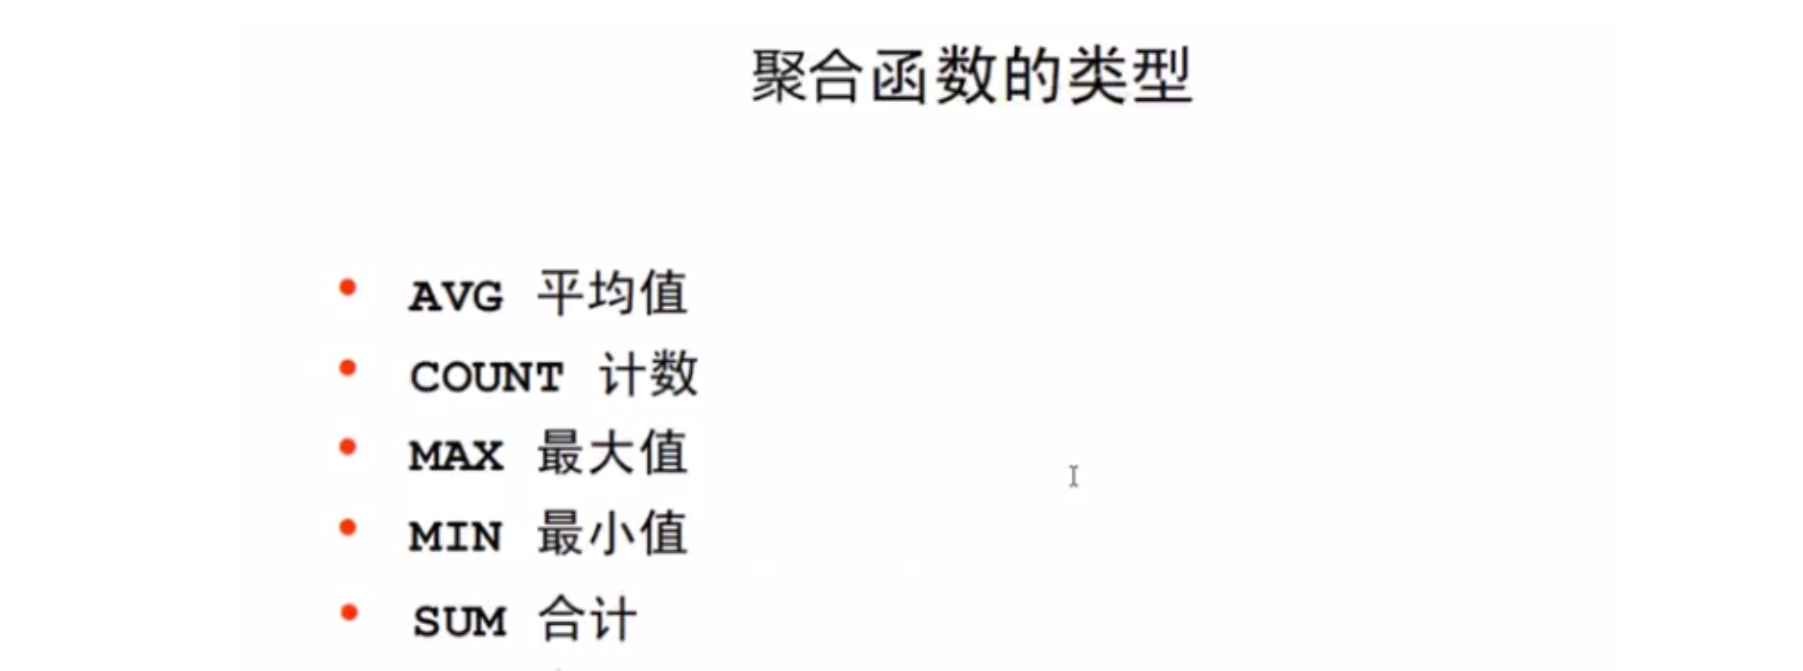 聚合函数的类型
• AVG 平均值
• COUNT 计数
• MAX 最大值
• MIN 最小值
• SUM 合计